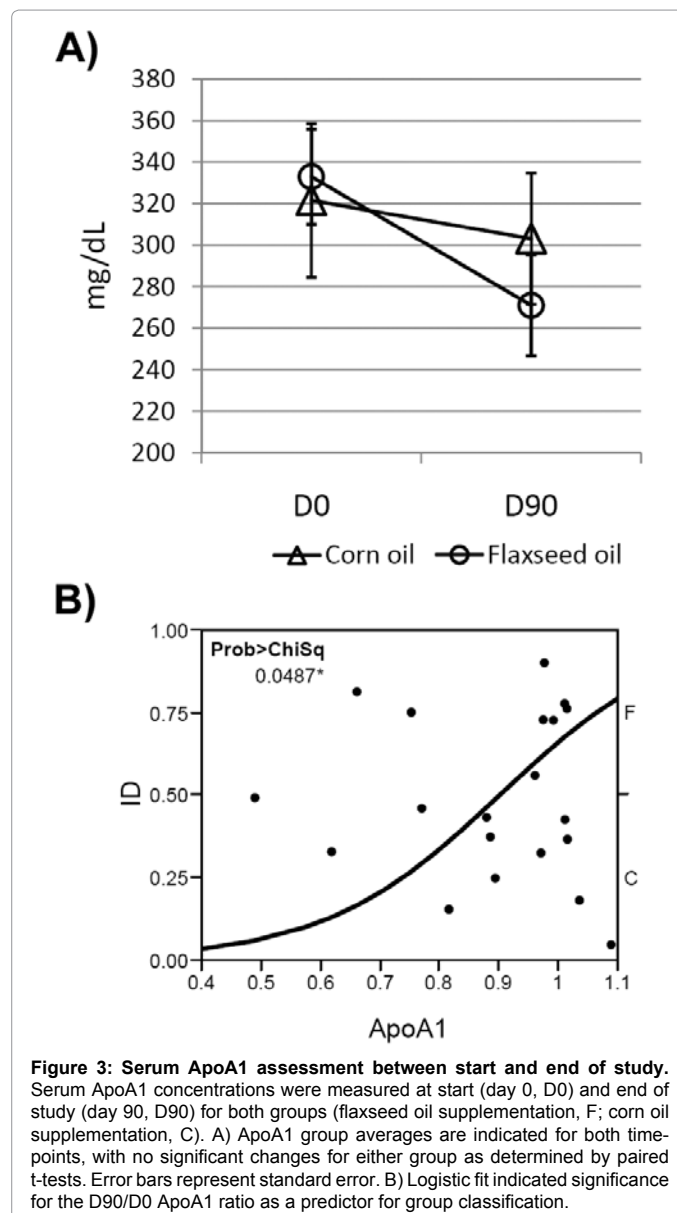 A)
380
360
340
320
300
280
260
240
220
200
mg/dL
D0 D90
Corn oil Flaxseed oil
B)
1.00
0.75
0.50
0.25
0.00
ID
Prob>ChiSq
0.0487*
F
C
0.4 0.5 0.6 0.7 0.8 0.9 1 1.1
ApoA1
Figure 3: Serum ApoA1 assessment between start and end of study.
Serum ApoA1 concentrations were measured at start (day 0, D0) and end of
study (day 90, D90) for both groups (flaxseed oil supplementation, F; corn oil
supplementation, C). A) ApoA1 group averages are indicated for both time-
points, with no significant changes for either group as determined by paired
t-tests. Error bars represent standard error. B) Logistic fit indicated significance
for the D90/D0 ApoA1 ratio as a predictor for group classification.